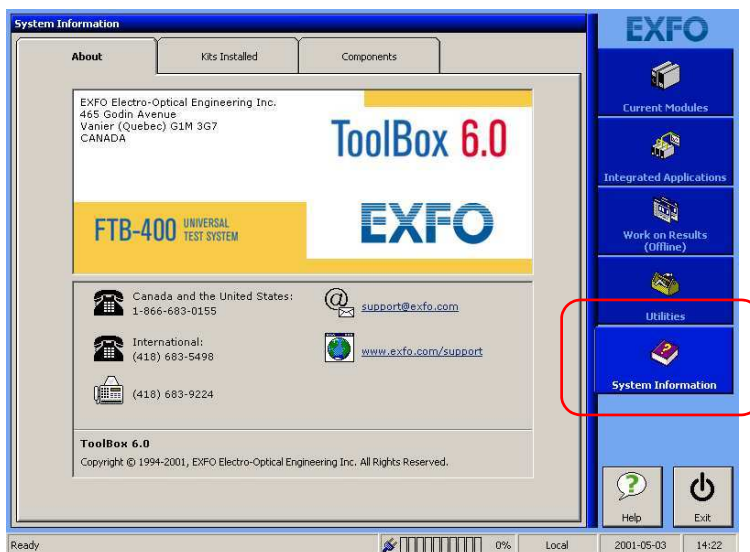 System Information
About
Kits Installed
Components
EXFO Electro-Optical Engineering Inc.
465 Godin Avenue
Vanier (Quebec) G1M 3G7
CANADA
ToolBox 6.0
FTB-400 UNIVERSAL
TEST SYSTEM
EXFO
Canada and the United States:
1-866-683-0155
support@exfo.com
International:
(418) 683-5498
www.exfo.com/support
(418) 683-9224
ToolBox 6.0
Copyright © 1994-2001, EXFO Electro-Optical Engineering Inc. All Rights Reserved.
EXFO
Current Modules
Integrated Applications
Work on Results
(Offline)
Utilities
System Information
Help
Exit
Ready
0%
Local
2001-05-03
14:22